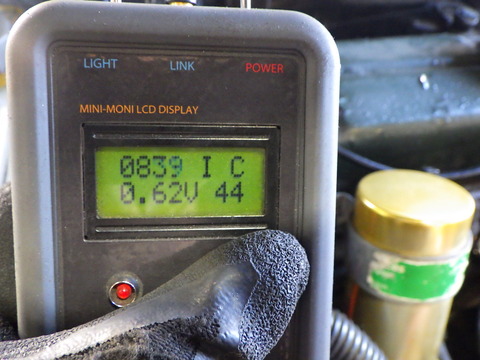 LIGHT LINK POWER
MINI-MONI LCD DISPLAY
0839 I C
0.62V 44